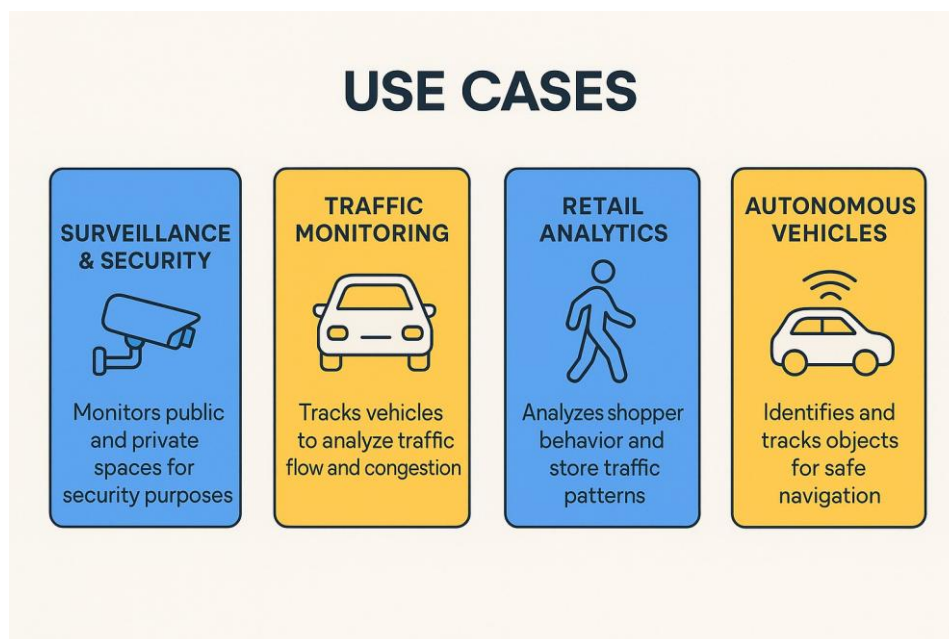 USE CASES
SURVEILLANCE
& SECURITY
Monitors public
and private
spaces for
security purposes
TRAFFIC
MONITORING
Tracks vehicles
to analyze traffic
flow and congestion
RETAIL
ANALYTICS
Analyzes shopper
behavior and
store traffic
patterns
AUTONOMOUS
VEHICLES
Identifies and
tracks objects
for safe
navigation